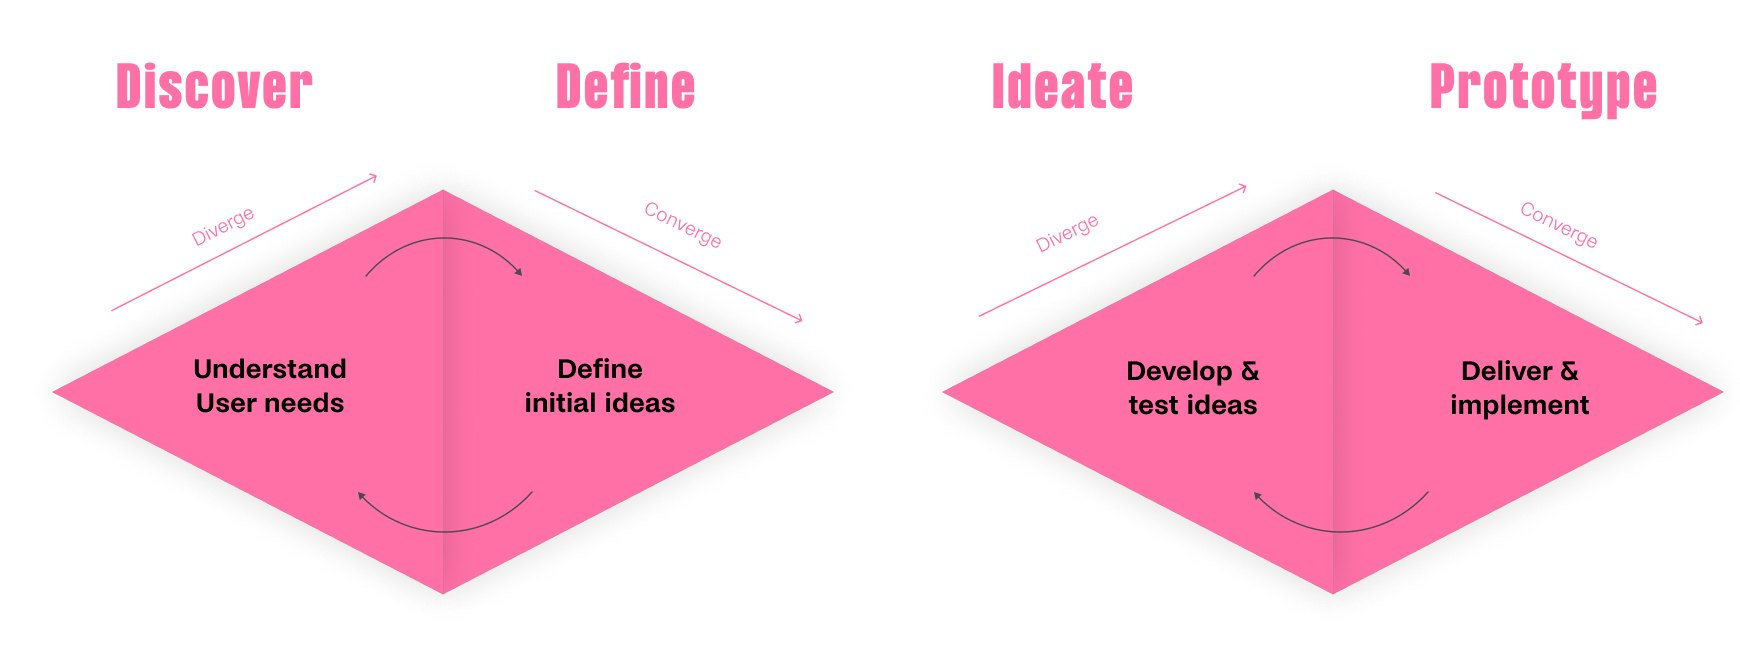 Discover
Define
Ideate
Prototype
Diverge
Converge
Diverge
Converge
Understand
User needs
Define
initial ideas
Develop &
test ideas
Deliver &
implement